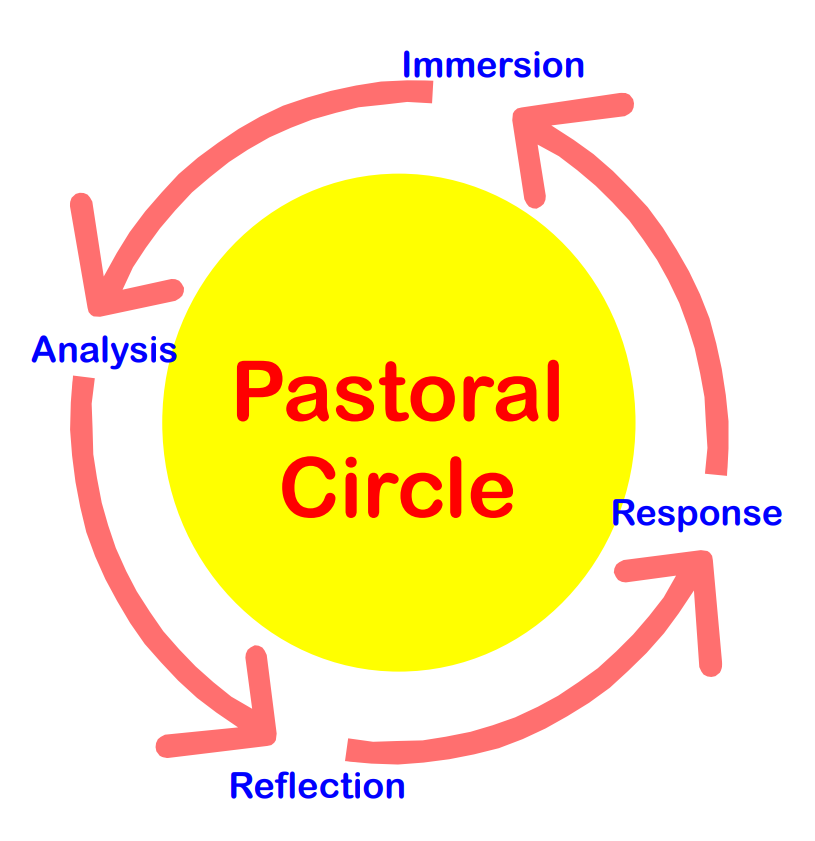 Immersion
Analysis
Pastoral
Circle
Response
Reflection